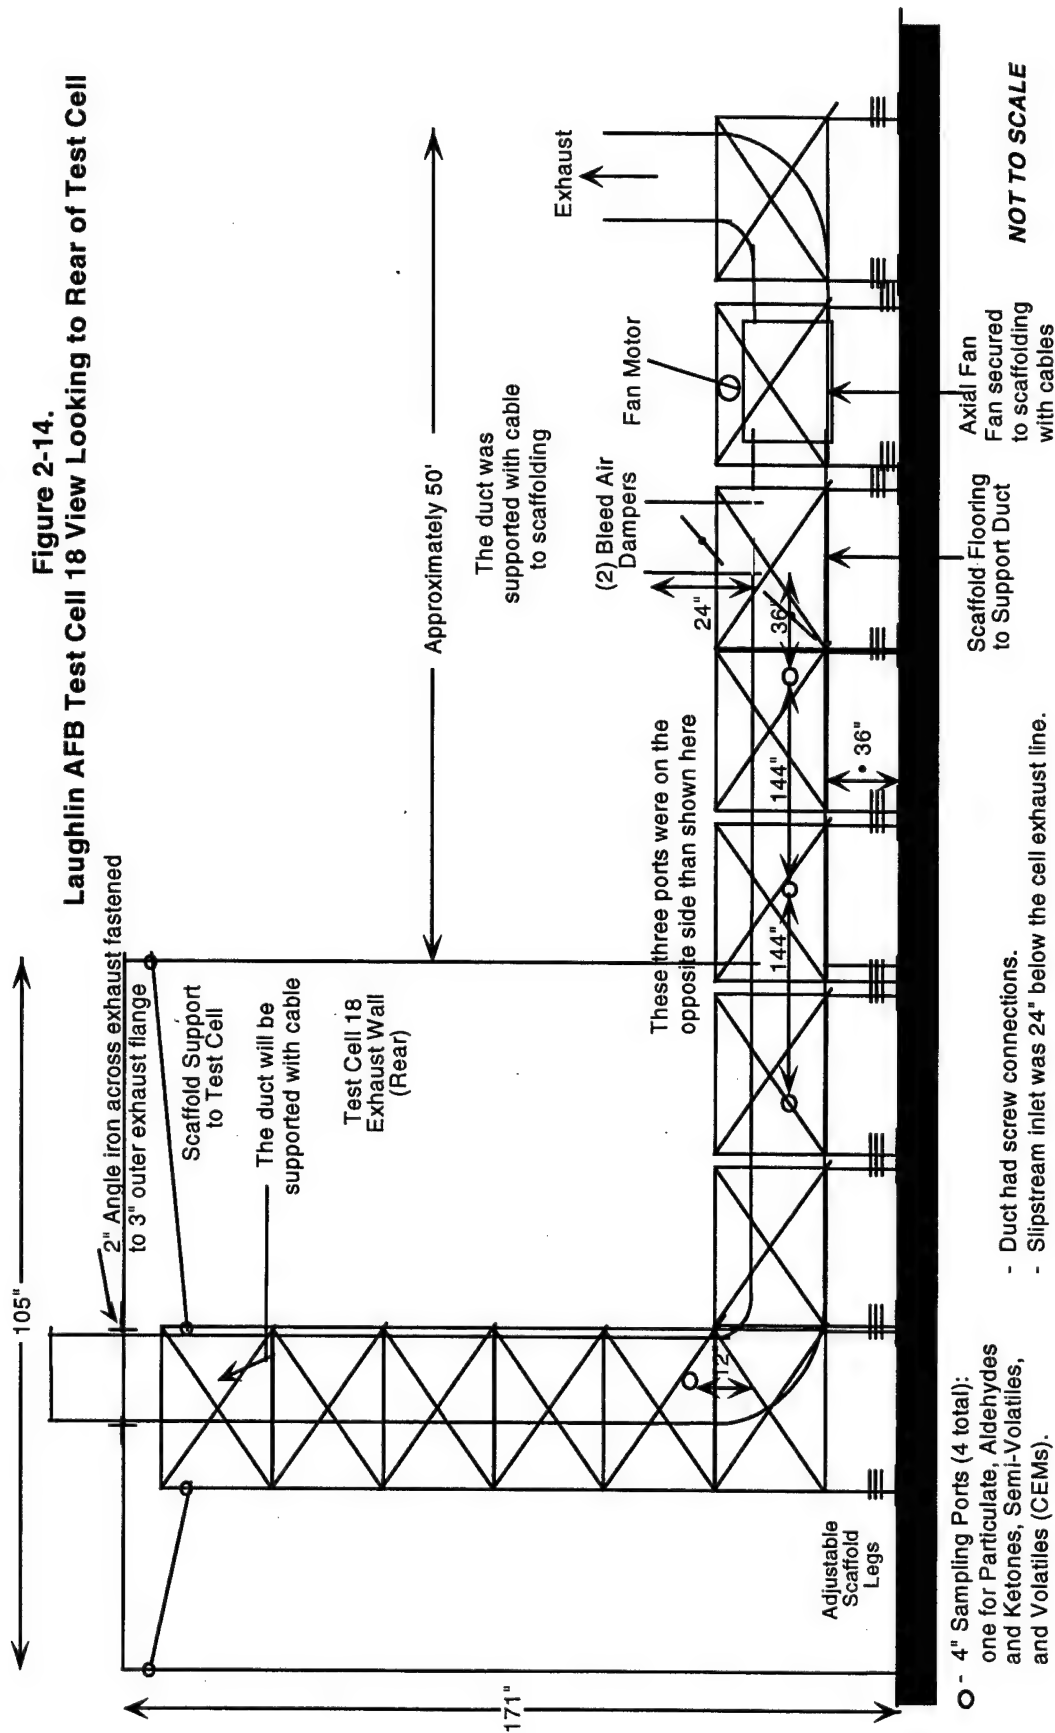 Figure 2-14.
Laughlin AFB Test Cell 18 View Looking to Rear of Test Cell
105"
2" Angle iron across exhaust fastened
to 3" outer exhaust flange
Scaffold Support
to Test Cell
The duct will be
supported with cable
Test Cell 18
Exhaust Wall
(Rear)
171"
Approximately 50'
The duct was
supported with cable
to scaffolding
Exhaust
Fan Motor
(2) Bleed Air
Dampers
24"
36"
These three ports were on the
opposite side than shown here
144"
144"
12"
36"
Adjustable
Scaffold
Legs
Scaffold Flooring
to Support Duct
Axial Fan
Fan secured
to scaffolding
with cables
NOT TO SCALE
O - 4" Sampling Ports (4 total):
one for Particulate, Aldehydes
and Ketones, Semi-Volatiles,
and Volatiles (CEMs).
- Duct had screw connections.
- Slipstream inlet was 24" below the cell exhaust line.